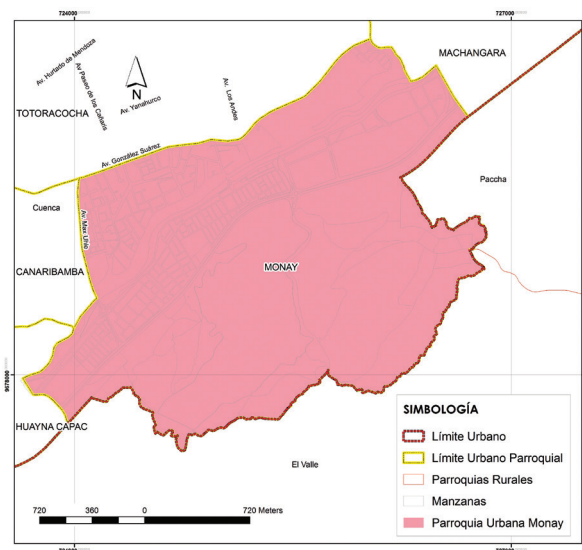 724000
727000
MACHANGARA
Av. Hurtado de Mendoza
Av Paseo de los Cañaris
N
Av. Yanahurco
Av. Los Andes
TOTORACOCHA
Av. González Suárez
Paccha
Cuenca
Av. Max Uhle
CANARIBAMBA
MONAY
9678000
HUAYNA CAPAC
El Valle
SIMBOLOGÍA
Límite Urbano
Límite Urbano Parroquial
Parroquias Rurales
Manzanas
Parroquia Urbana Monay
720 360 0 720 Meters